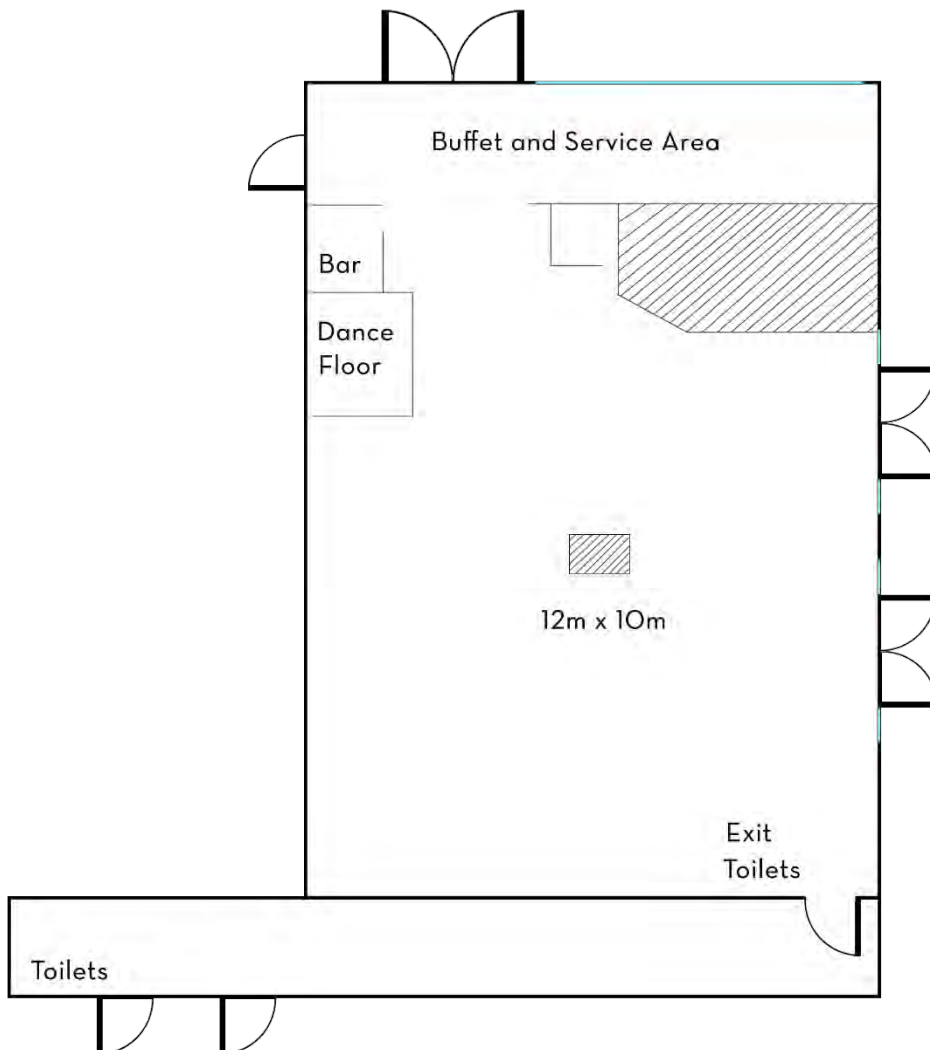 Buffet and Service Area
Bar
Dance
Floor
12m x 10m
Exit
Toilets
Toilets